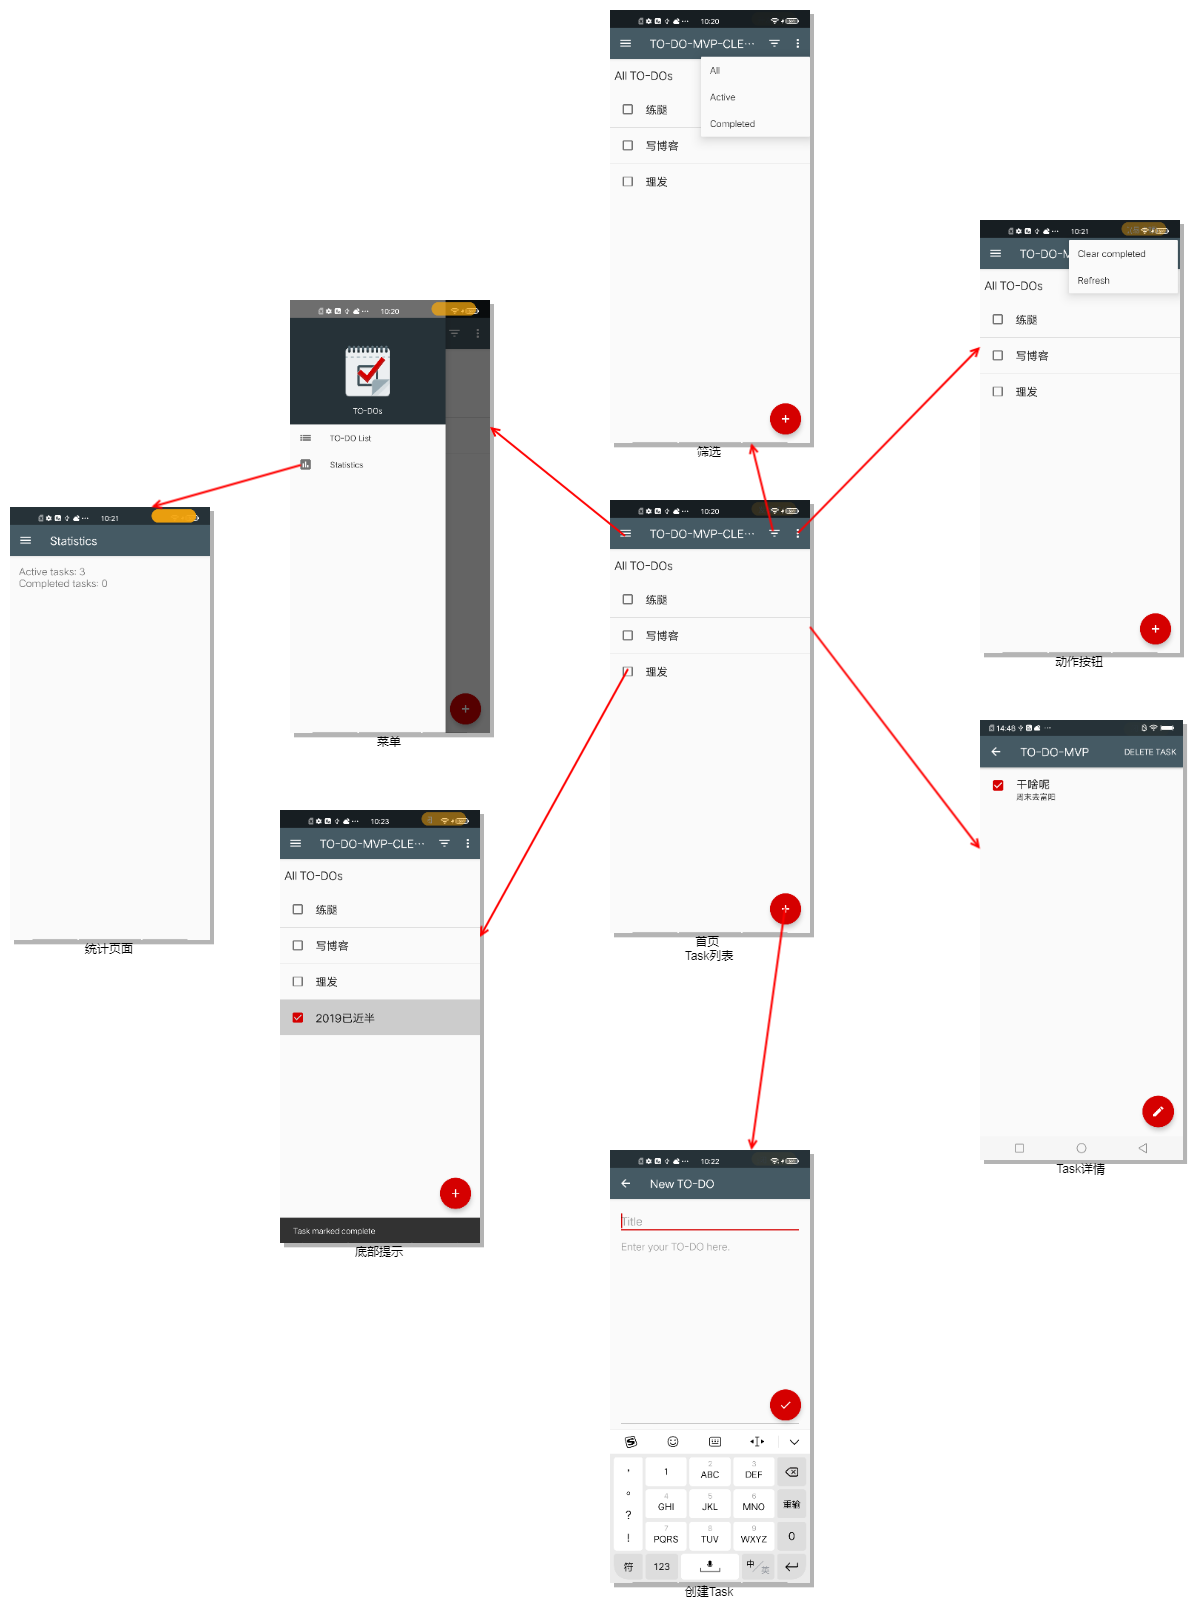 10:20
TO-DO-MVP-CLE···
All TO-DOs
All
Active
Completed
练腿
写博客
理发
筛选
10:21
TO-DO-M
Clear completed
Refresh
All TO-DOs
练腿
写博客
理发
动作按钮
10:20
TO-DOs
TO-DO List
Statistics
菜单
10:21
Statistics
Active tasks: 3
Completed tasks: 0
统计页面
10:20
TO-DO-MVP-CLE···
All TO-DOs
练腿
写博客
理发
首页
Task列表
14:48
TO-DO-MVP
DELETE TASK
干啥呢
周末去富阳
Task详情
10:23
TO-DO-MVP-CLE···
All TO-DOs
练腿
写博客
理发
2019已近半
Task marked complete
底部提示
10:22
New TO-DO
Title
Enter your TO-DO here.
, 1 2 ABC 3 DEF
。 4 GHI 5 JKL 6 MNO 重输
? 7 PQRS 8 TUV 9 WXYZ 0
!
符 123 中/英
创建Task